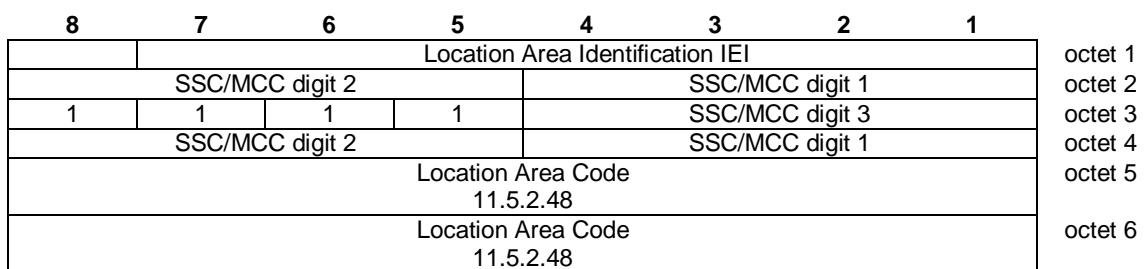 8 7 6 5 4 3 2 1
Location Area Identification IEI octet 1
SSC/MCC digit 2 SSC/MCC digit 1 octet 2
1 1 1 1 SSC/MCC digit 3 octet 3
SSC/MCC digit 2 SSC/MCC digit 1 octet 4
Location Area Code octet 5
11.5.2.48
Location Area Code octet 6
11.5.2.48